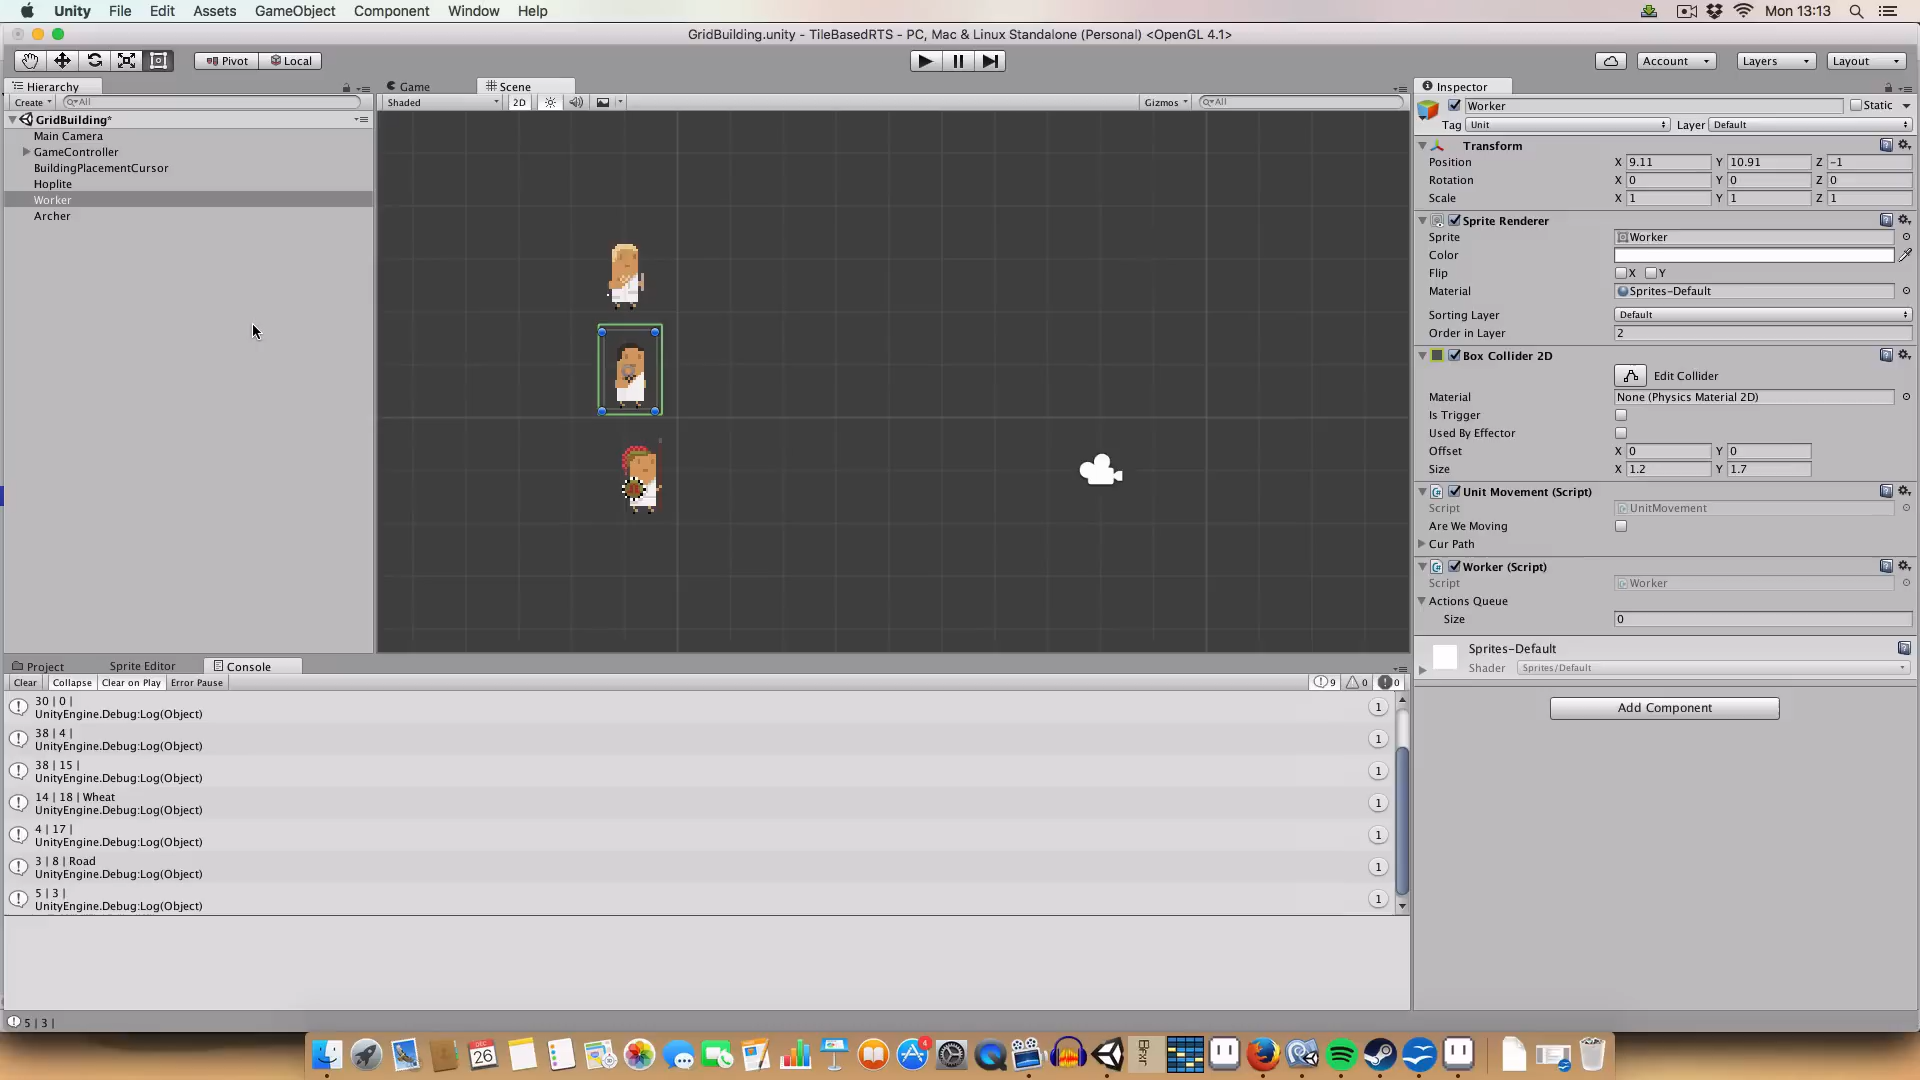 Unity File Edit Assets GameObject Component Window Help Mon 13:13
GridBuilding.unity - TileBasedRTS - PC, Mac & Linux Standalone (Personal) <OpenGL 4.1>
Pivot Local Account Layers Layout
Hierarchy
Create All
GridBuilding*
Main Camera
GameController
BuildingPlacementCursor
Hoplite
Worker
Archer
Game Scene
Shaded 2D Gizmos All
Inspector
Worker Static
Tag Unit Layer Default
Transform
Position X 9.11 Y 10.91 Z -1
Rotation X 0 Y 0 Z 0
Scale X 1 Y 1 Z 1
Sprite Renderer
Sprite Worker
Color
Flip X Y
Material Sprites-Default
Sorting Layer Default
Order in Layer 2
Box Collider 2D
Edit Collider
Material None (Physics Material 2D)
Is Trigger
Used By Effector
Offset X 0 Y 0
Size X 1.2 Y 1.7
Unit Movement (Script)
Script UnitMovement
Are We Moving
Cur Path
Worker (Script)
Script Worker
Actions Queue
Size 0
Sprites-Default
Shader Sprites/Default
Add Component
Project Sprite Editor Console
Clear Collapse Clear on Play Error Pause 9 0 0
30 | 0 |
UnityEngine.Debug:Log(Object) 1
38 | 4 |
UnityEngine.Debug:Log(Object) 1
38 | 15 |
UnityEngine.Debug:Log(Object) 1
14 | 18 | Wheat
UnityEngine.Debug:Log(Object) 1
4 | 17 |
UnityEngine.Debug:Log(Object) 1
3 | 8 | Road
UnityEngine.Debug:Log(Object) 1
5 | 3 |
UnityEngine.Debug:Log(Object) 1
5 | 3 |
DEC
26
4